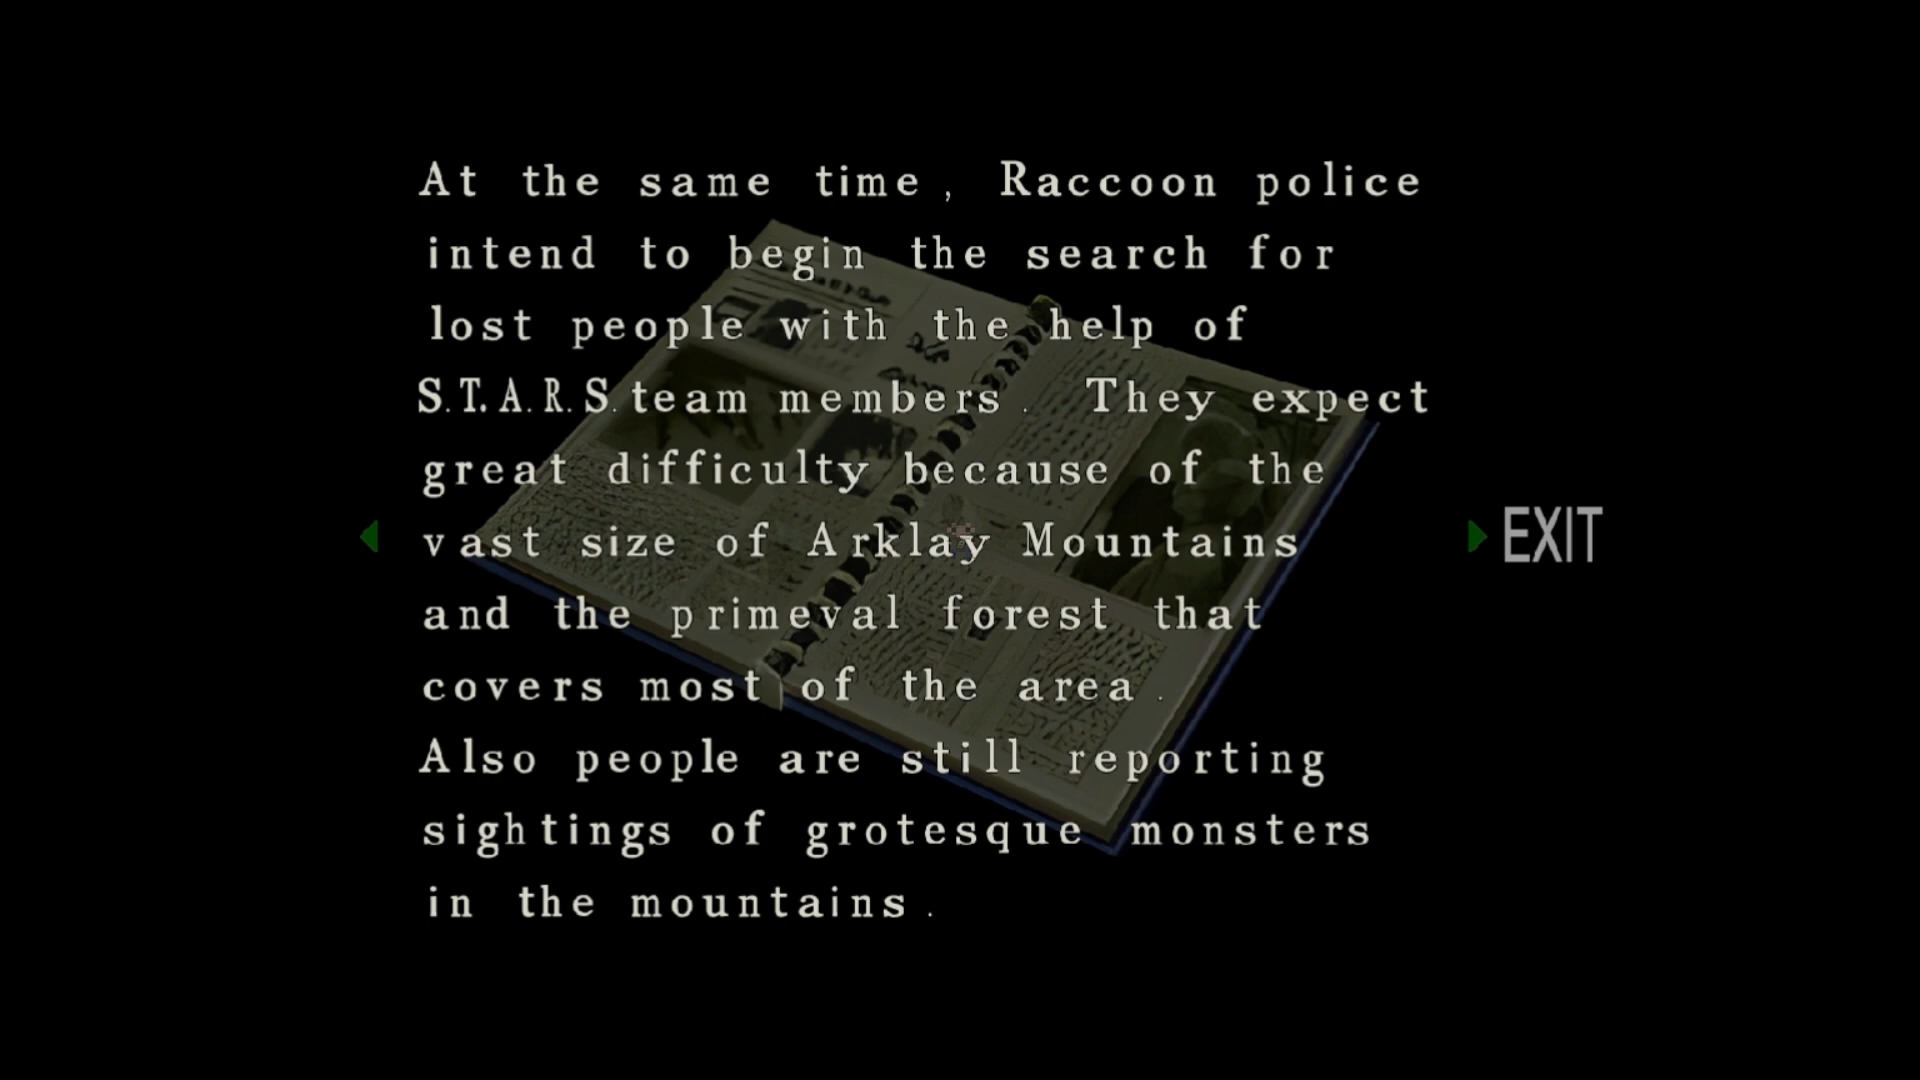 At the same time, Raccoon police
intend to begin the search for
lost people with the help of
S.T.A.R.S. team members. They expect
great difficulty because of the
vast size of Arklay Mountains
and the primeval forest that
covers most of the area.
Also people are still reporting
sightings of grotesque monsters
in the mountains.
EXIT